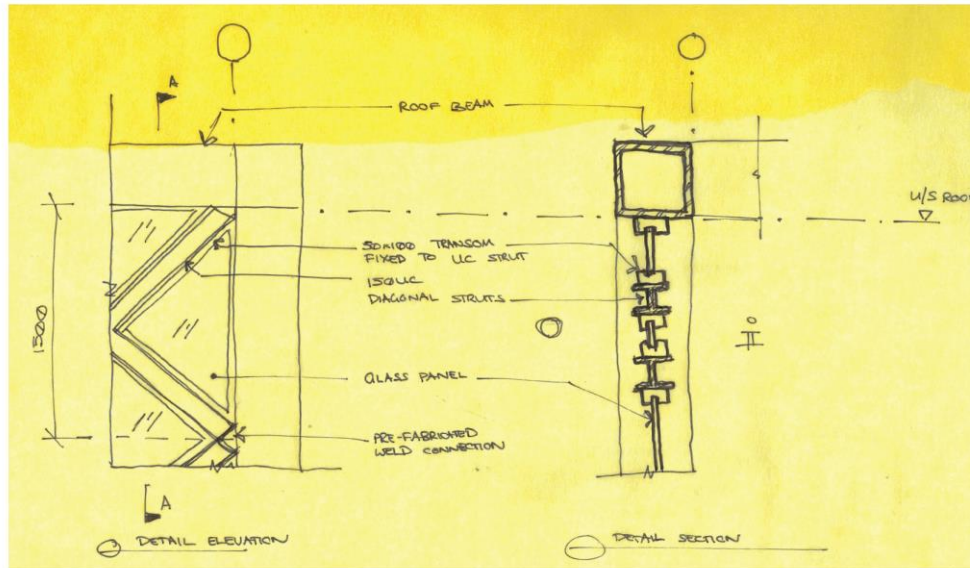 A
ROOF BEAM
U/S ROOF
50x100 TRANSOM
FIXED TO UC STRUT
150UC
DIAGONAL STRUTS
1500
GLASS PANEL
PRE-FABRICATED
WELD CONNECTION
A
DETAIL ELEVATION
DETAIL SECTION